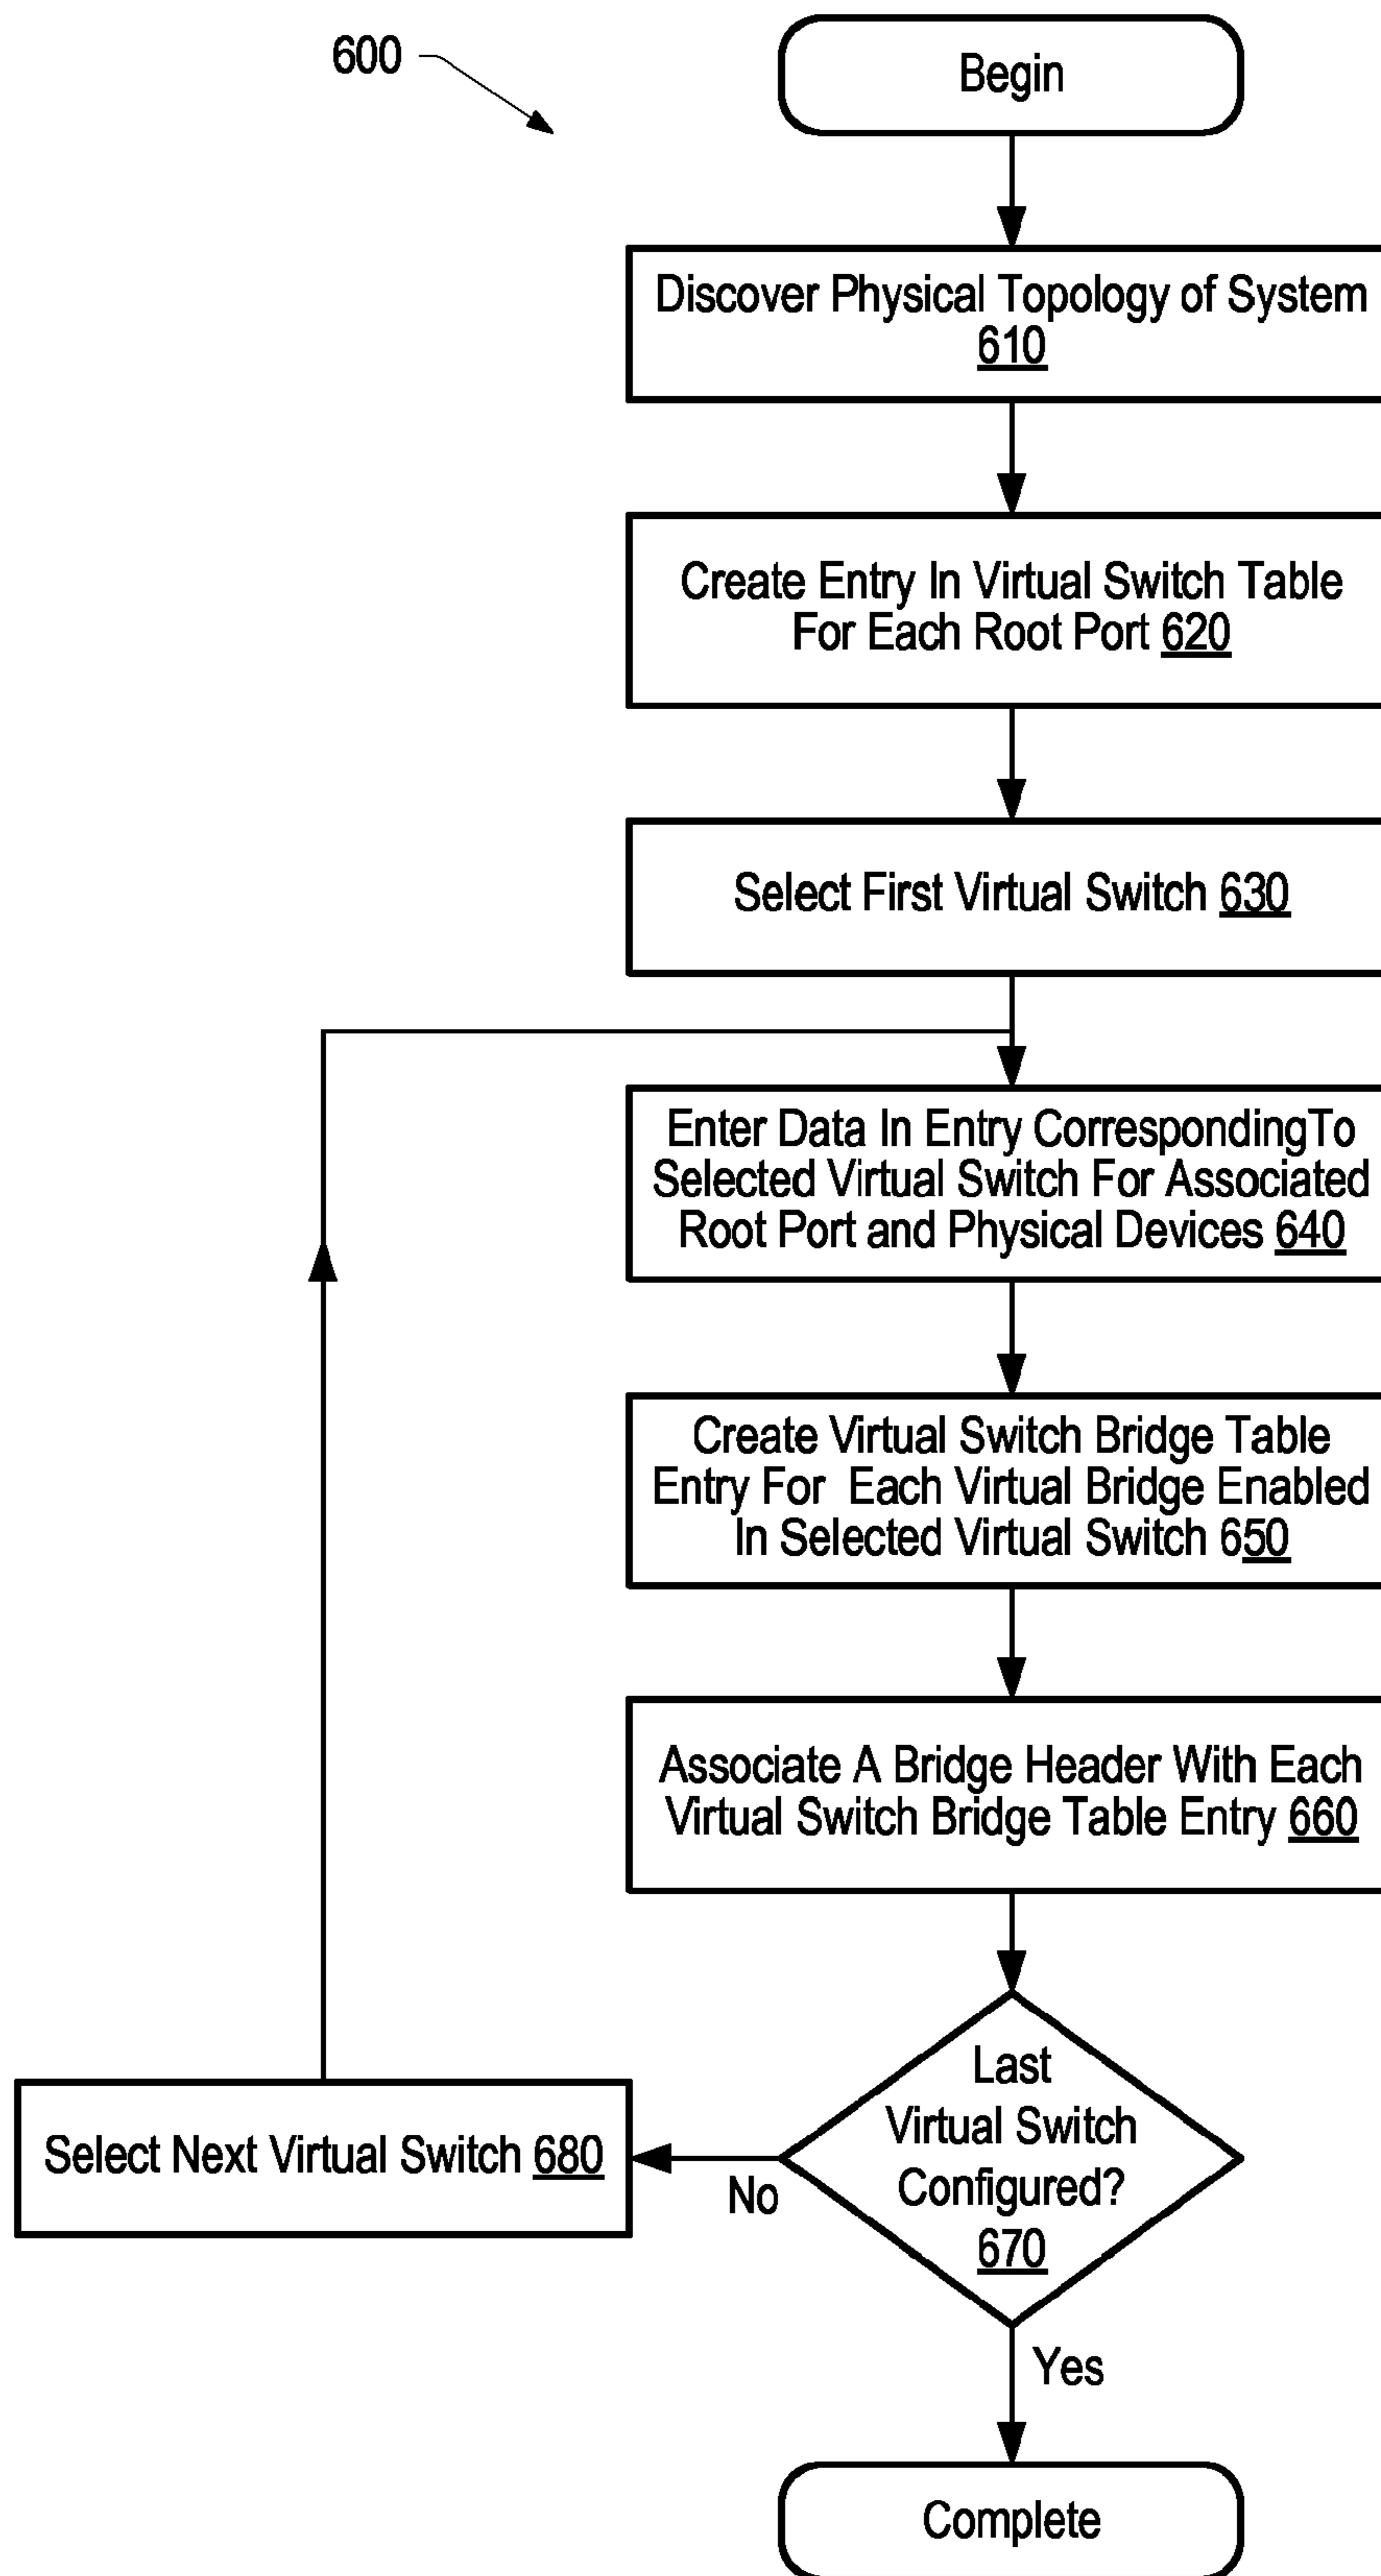 600
Begin
Discover Physical Topology of System
610
Create Entry In Virtual Switch Table
For Each Root Port 620
Select First Virtual Switch 630
Enter Data In Entry CorrespondingTo
Selected Virtual Switch For Associated
Root Port and Physical Devices 640
Create Virtual Switch Bridge Table
Entry For Each Virtual Bridge Enabled
In Selected Virtual Switch 650
Associate A Bridge Header With Each
Virtual Switch Bridge Table Entry 660
Last
Virtual Switch
Configured?
670
Select Next Virtual Switch 680
No
Yes
Complete